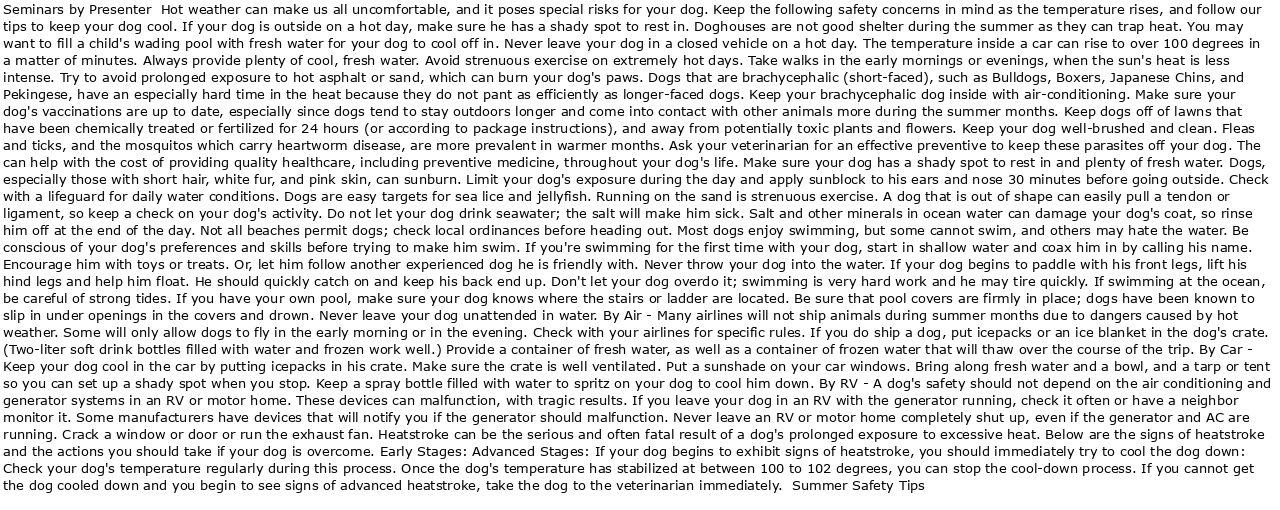 Seminars by Presenter  Hot weather can make us all uncomfortable, and it poses special risks for your dog. Keep the following safety concerns in mind as the temperature rises, and follow our
tips to keep your dog cool. If your dog is outside on a hot day, make sure he has a shady spot to rest in. Doghouses are not good shelter during the summer as they can trap heat. You may
want to fill a child's wading pool with fresh water for your dog to cool off in. Never leave your dog in a closed vehicle on a hot day. The temperature inside a car can rise to over 100 degrees in
a matter of minutes. Always provide plenty of cool, fresh water. Avoid strenuous exercise on extremely hot days. Take walks in the early mornings or evenings, when the sun's heat is less
intense. Try to avoid prolonged exposure to hot asphalt or sand, which can burn your dog's paws. Dogs that are brachycephalic (short-faced), such as Bulldogs, Boxers, Japanese Chins, and
Pekingese, have an especially hard time in the heat because they do not pant as efficiently as longer-faced dogs. Keep your brachycephalic dog inside with air-conditioning. Make sure your
dog's vaccinations are up to date, especially since dogs tend to stay outdoors longer and come into contact with other animals more during the summer months. Keep dogs off of lawns that
have been chemically treated or fertilized for 24 hours (or according to package instructions), and away from potentially toxic plants and flowers. Keep your dog well-brushed and clean. Fleas
and ticks, and the mosquitos which carry heartworm disease, are more prevalent in warmer months. Ask your veterinarian for an effective preventive to keep these parasites off your dog. The
can help with the cost of providing quality healthcare, including preventive medicine, throughout your dog's life. Make sure your dog has a shady spot to rest in and plenty of fresh water. Dogs,
especially those with short hair, white fur, and pink skin, can sunburn. Limit your dog's exposure during the day and apply sunblock to his ears and nose 30 minutes before going outside. Check
with a lifeguard for daily water conditions. Dogs are easy targets for sea lice and jellyfish. Running on the sand is strenuous exercise. A dog that is out of shape can easily pull a tendon or
ligament, so keep a check on your dog's activity. Do not let your dog drink seawater; the salt will make him sick. Salt and other minerals in ocean water can damage your dog's coat, so rinse
him off at the end of the day. Not all beaches permit dogs; check local ordinances before heading out. Most dogs enjoy swimming, but some cannot swim, and others may hate the water. Be
conscious of your dog's preferences and skills before trying to make him swim. If you're swimming for the first time with your dog, start in shallow water and coax him in by calling his name.
Encourage him with toys or treats. Or, let him follow another experienced dog he is friendly with. Never throw your dog into the water. If your dog begins to paddle with his front legs, lift his
hind legs and help him float. He should quickly catch on and keep his back end up. Don't let your dog overdo it; swimming is very hard work and he may tire quickly. If swimming at the ocean,
be careful of strong tides. If you have your own pool, make sure your dog knows where the stairs or ladder are located. Be sure that pool covers are firmly in place; dogs have been known to
slip in under openings in the covers and drown. Never leave your dog unattended in water. By Air - Many airlines will not ship animals during summer months due to dangers caused by hot
weather. Some will only allow dogs to fly in the early morning or in the evening. Check with your airlines for specific rules. If you do ship a dog, put icepacks or an ice blanket in the dog's crate.
(Two-liter soft drink bottles filled with water and frozen work well.) Provide a container of fresh water, as well as a container of frozen water that will thaw over the course of the trip. By Car -
Keep your dog cool in the car by putting icepacks in his crate. Make sure the crate is well ventilated. Put a sunshade on your car windows. Bring along fresh water and a bowl, and a tarp or tent
so you can set up a shady spot when you stop. Keep a spray bottle filled with water to spritz on your dog to cool him down. By RV - A dog's safety should not depend on the air conditioning and
generator systems in an RV or motor home. These devices can malfunction, with tragic results. If you leave your dog in an RV with the generator running, check it often or have a neighbor
monitor it. Some manufacturers have devices that will notify you if the generator should malfunction. Never leave an RV or motor home completely shut up, even if the generator and AC are
running. Crack a window or door or run the exhaust fan. Heatstroke can be the serious and often fatal result of a dog's prolonged exposure to excessive heat. Below are the signs of heatstroke
and the actions you should take if your dog is overcome. Early Stages: Advanced Stages: If your dog begins to exhibit signs of heatstroke, you should immediately try to cool the dog down:
Check your dog's temperature regularly during this process. Once the dog's temperature has stabilized at between 100 to 102 degrees, you can stop the cool-down process. If you cannot get
the dog cooled down and you begin to see signs of advanced heatstroke, take the dog to the veterinarian immediately.  Summer Safety Tips